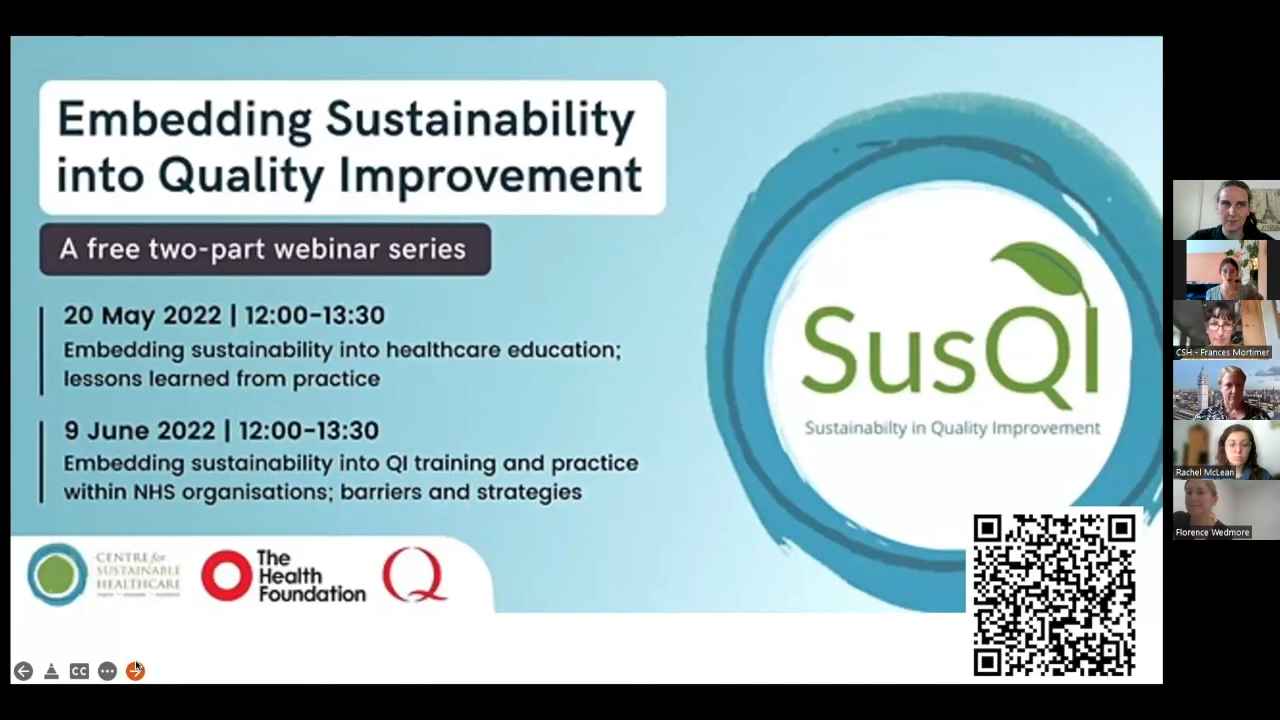 Embedding Sustainability
into Quality Improvement
A free two-part webinar series
20 May 2022 | 12:00-13:30
Embedding sustainability into healthcare education;
lessons learned from practice
9 June 2022 | 12:00-13:30
Embedding sustainability into QI training and practice
within NHS organisations; barriers and strategies
SusQI
Sustainabilty in Quality Improvement
CENTRE for
SUSTAINABLE
HEALTHCARE
The
Health
Foundation
Q
CC
CSH - Frances Mortimer
Rachel McLean
Florence Wedmore